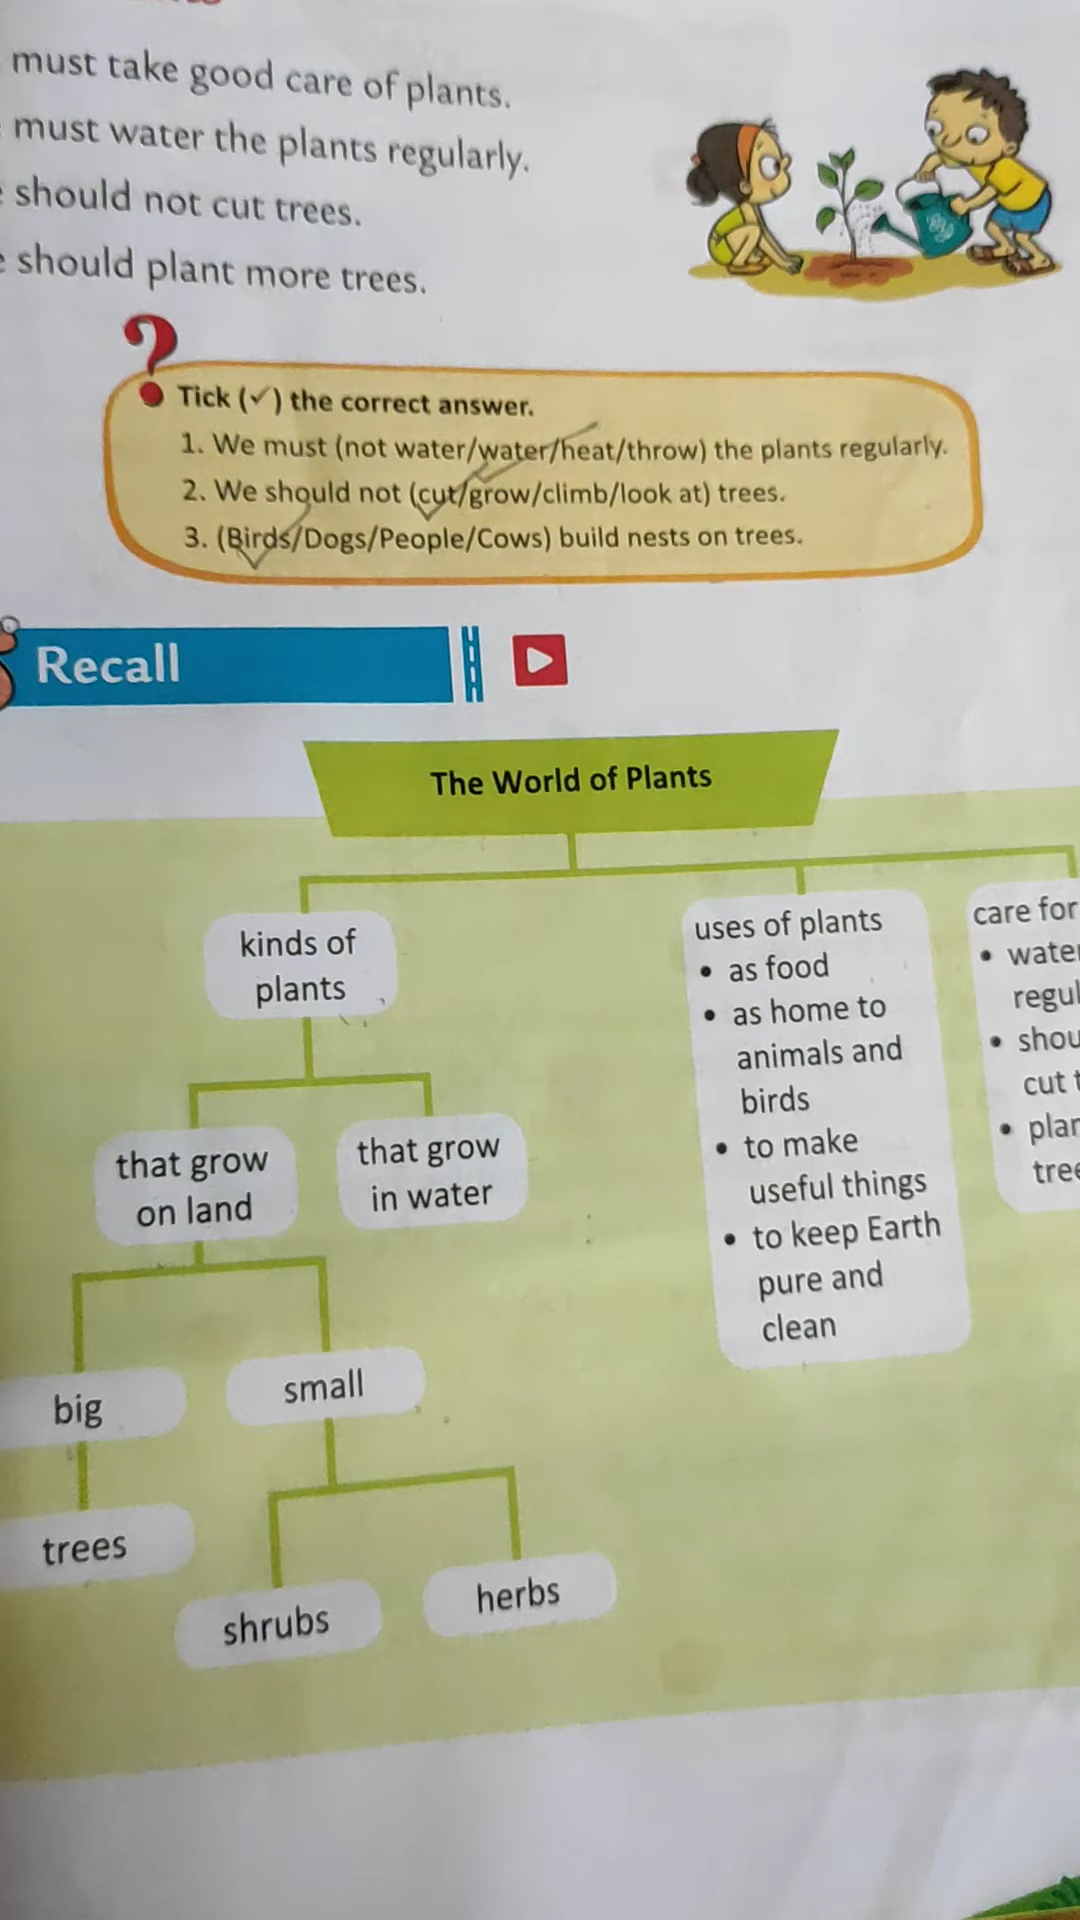 must take good care of plants.
must water the plants regularly.
should not cut trees.
should plant more trees.
?
Tick (✓) the correct answer.
1. We must (not water/water/heat/throw) the plants regularly.
2. We should not (cut/grow/climb/look at) trees.
3. (Birds/Dogs/People/Cows) build nests on trees.
Recall
The World of Plants
kinds of
plants
that grow
on land
that grow
in water
big
small
trees
shrubs
herbs
uses of plants
• as food
• as home to
animals and
birds
• to make
useful things
• to keep Earth
pure and
clean
care for